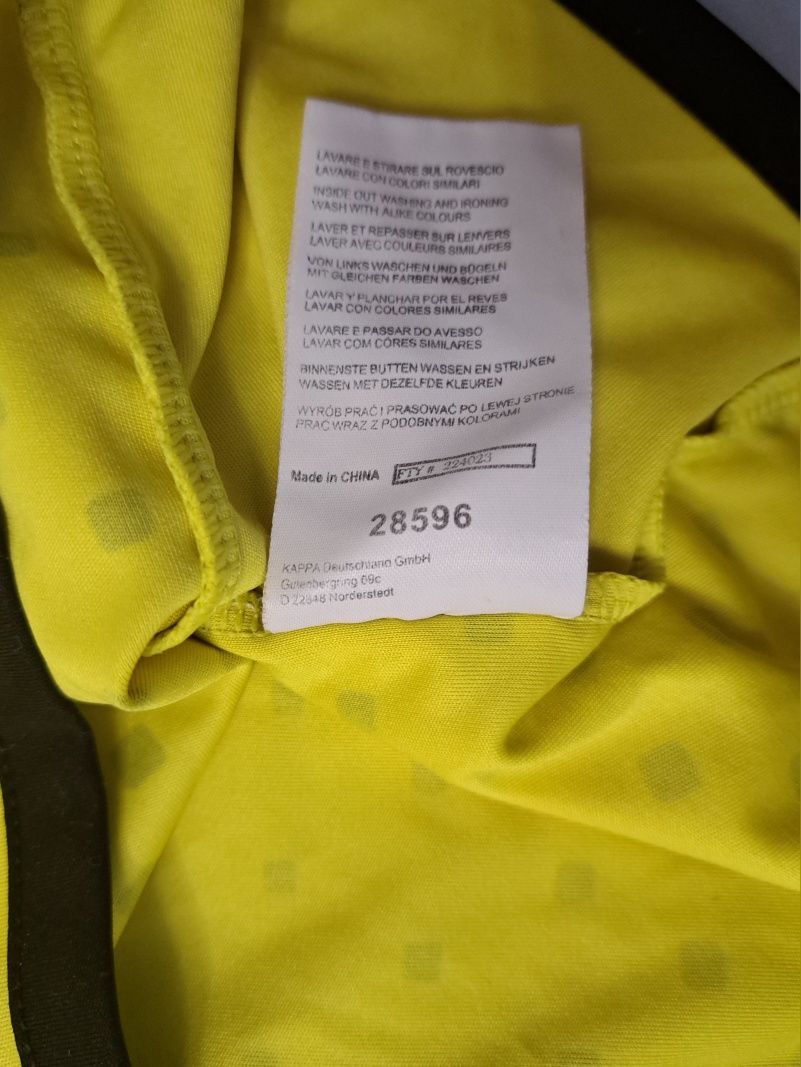 LAVARE E STIRARE SUL ROVESCIO
LAVARE CON COLORI SIMILARI
INSIDE OUT WASHING AND IRONING
WASH WITH ALIKE COLOURS
LAVER ET REPASSER SUR LENVERS
LAVER AVEC COULEURS SIMILAIRES
VON LINKS WASCHEN UND BÜGELN
MIT GLEICHEN FARBEN WASCHEN
LAVAR Y PLANCHAR POR EL REVES
LAVAR CON COLORES SIMILARES
LAVARE E PASSAR DO AVESSO
LAVAR COM CÓRES SIMILARES
BINNENSTE BUTTEN WASSEN EN STRIJKEN
WASSEN MET DEZELFDE KLEUREN
WYRÓB PRAĆ I PRASOWAĆ PO LEWEJ STRONIE
PRAĆ WRAZ Z PODOBNYMI KOLORAMI
Made in CHINA FTY # 224023
28596
KAPPA Deutschland GmbH
Gutenbergring 69c
D 22848 Norderstedt